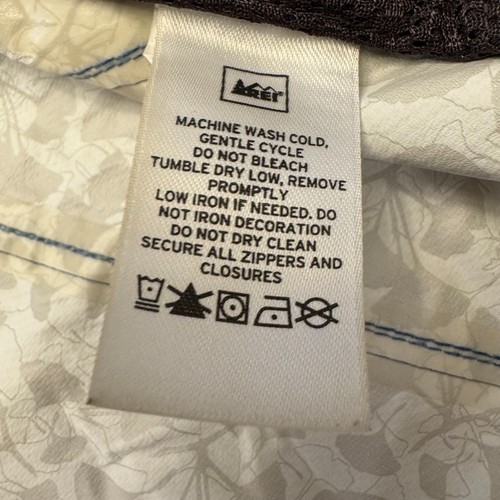 REI
MACHINE WASH COLD,
GENTLE CYCLE
DO NOT BLEACH
TUMBLE DRY LOW, REMOVE
PROMPTLY
LOW IRON IF NEEDED. DO
NOT IRON DECORATION
DO NOT DRY CLEAN
SECURE ALL ZIPPERS AND
CLOSURES